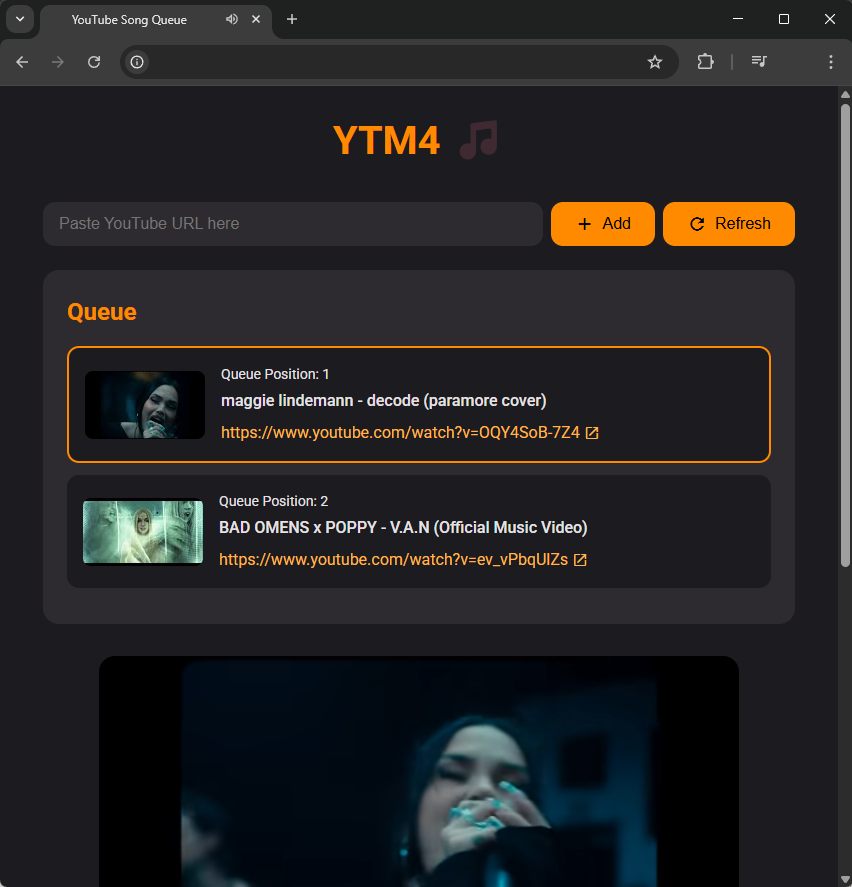 YouTube Song Queue
YTM4
Paste YouTube URL here
Add
Refresh
Queue
Queue Position: 1
maggie lindemann - decode (paramore cover)
https://www.youtube.com/watch?v=OQY4SoB-7Z4
Queue Position: 2
BAD OMENS x POPPY - V.A.N (Official Music Video)
https://www.youtube.com/watch?v=ev_vPbqUlZs